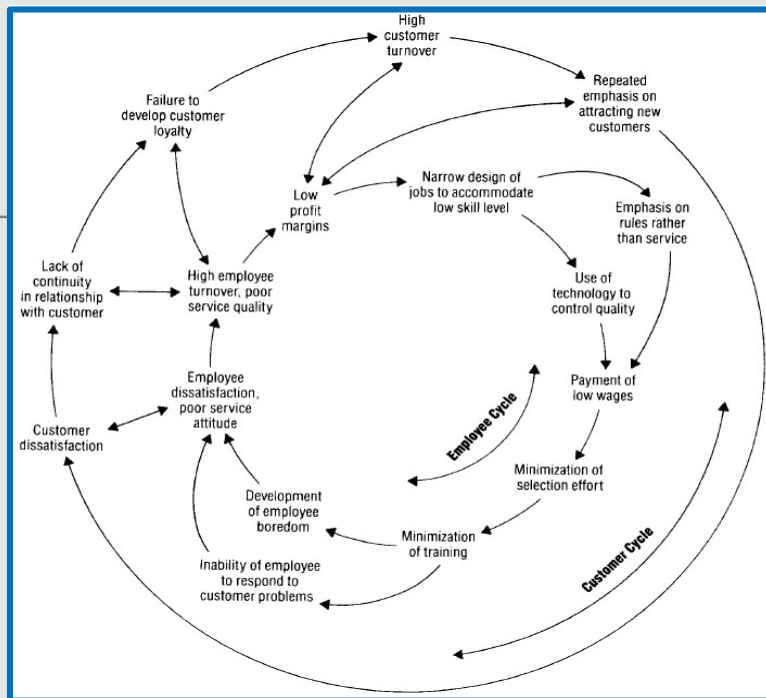 High
customer
turnover
Repeated
emphasis on
attracting new
customers
Failure to
develop customer
loyalty
Narrow design of
jobs to accommodate
low skill level
Low
profit
margins
Emphasis on
rules rather
than service
Lack of
continuity
in relationship
with customer
High employee
turnover, poor
service quality
Use of
technology to
control quality
Employee
dissatisfaction,
poor service
attitude
Payment of
low wages
Customer
dissatisfaction
Employee Cycle
Minimization of
selection effort
Development
of employee
boredom
Minimization
of training
Inability of employee
to respond to
customer problems
Customer Cycle